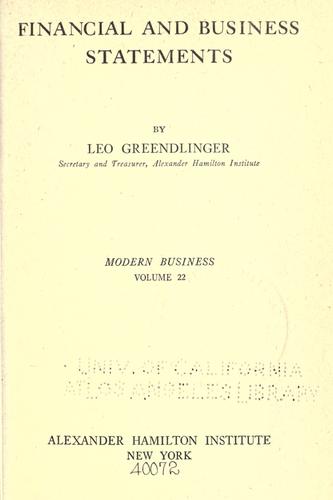 FINANCIAL AND BUSINESS
STATEMENTS
BY
LEO GREENDLINGER
Secretary and Treasurer, Alexander Hamilton Institute
MODERN BUSINESS
VOLUME 22
UNIV. OF CALIFORNIA
AT LOS ANGELES LIBRARY
ALEXANDER HAMILTON INSTITUTE
NEW YORK
40072